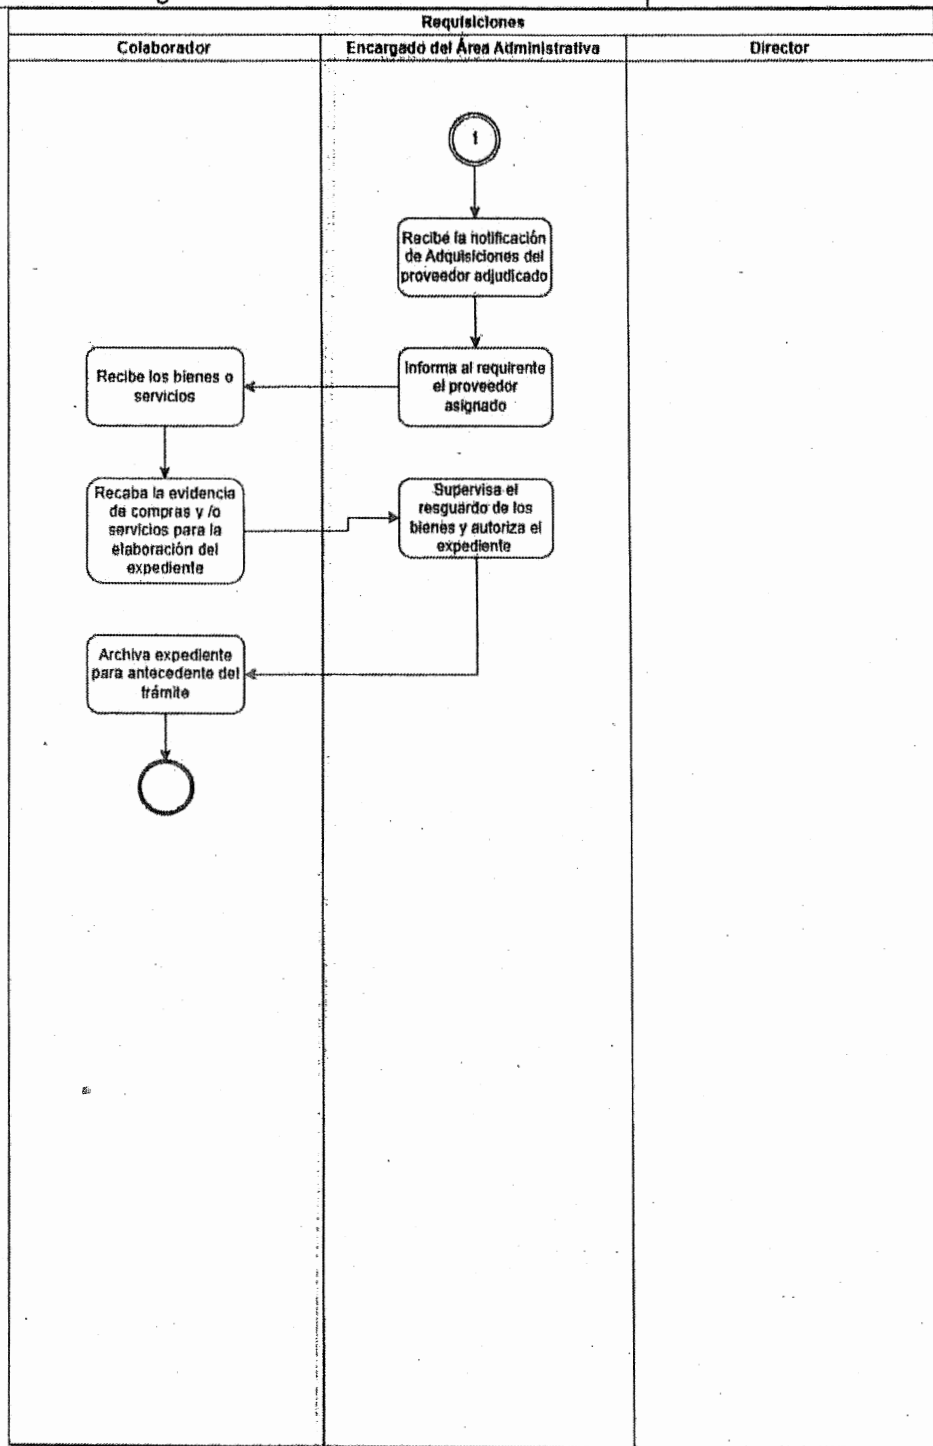 Requisiciones
Colaborador
Encargado del Área Administrativa
Director
1
Recibe la notificación
de Adquisiciones del
proveedor adjudicado
Informa al requirente
el proveedor
asignado
Recibe los bienes o
servicios
Recaba la evidencia
de compras y /o
servicios para la
elaboración del
expediente
Supervisa el
resguardo de los
bienes y autoriza el
expediente
Archiva expediente
para antecedente del
trámite